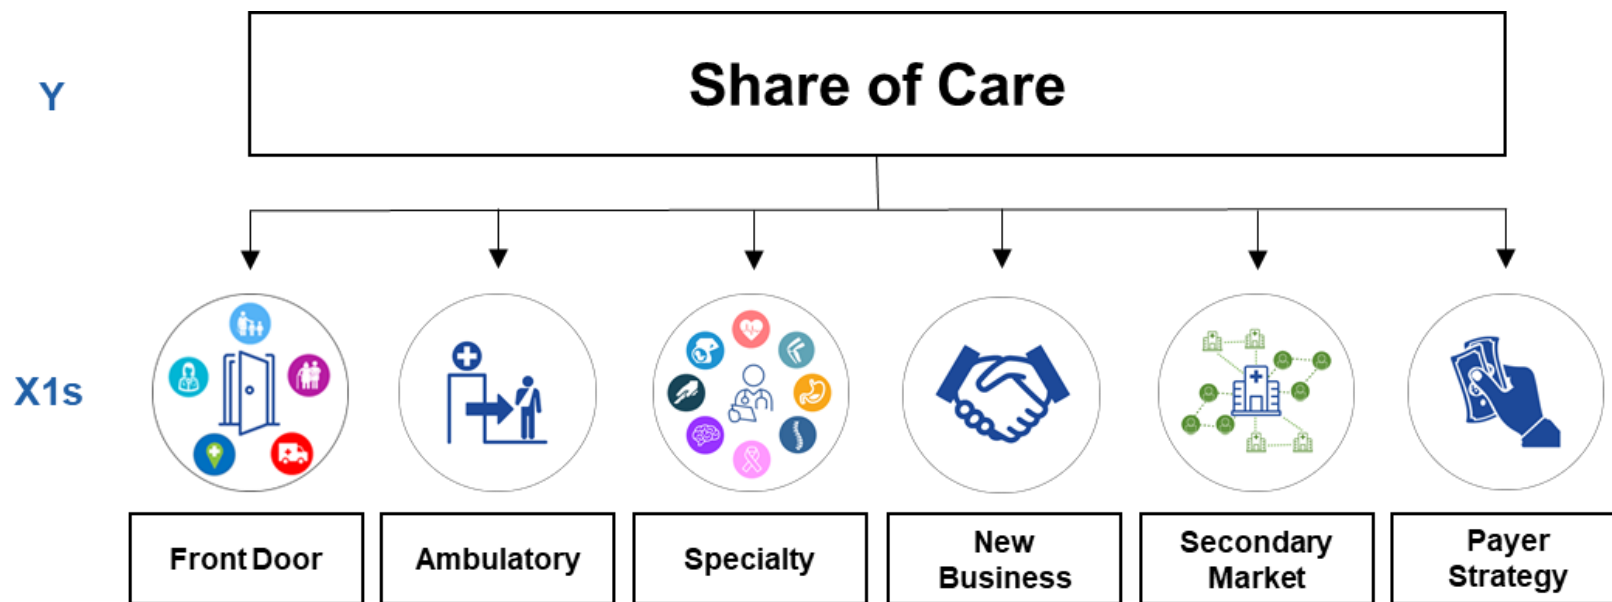 Y
Share of Care
X1s
Front Door
Ambulatory
Specialty
New
Business
Secondary
Market
Payer
Strategy